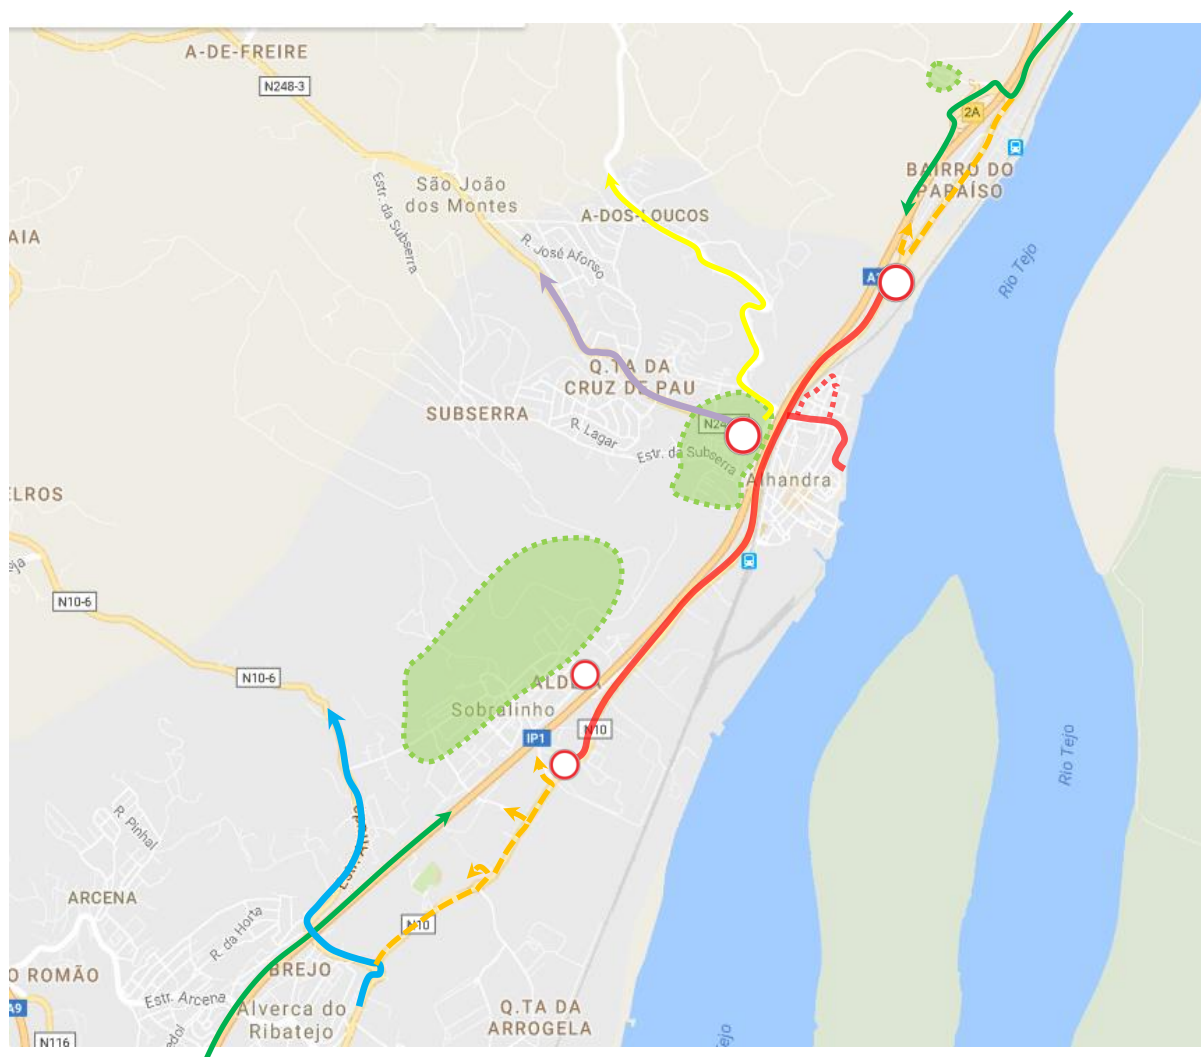 A-DE-FREIRE
N248-3
2A
BAIRRO DO
PARAÍSO
São João
dos Montes
Estr. da Subserra
A-DOS-LOUCOS
AIA
R. José Afonso
Rio Tejo
Q.TA DA
CRUZ DE PAU
SUBSERRA
R. Lagar
Estr. da Subserra
Alhandra
ELROS
N10-6
N10-6
Sobralinho
N10
IP1
Rio Tejo
R. Pinhal
ARCENA
R. da Horta
N10
O ROMÃO
BREJO
Estr. Arcena
A9
Alverca do
Ribatejo
Q.TA DA
ARROGELA
N116
Tejo